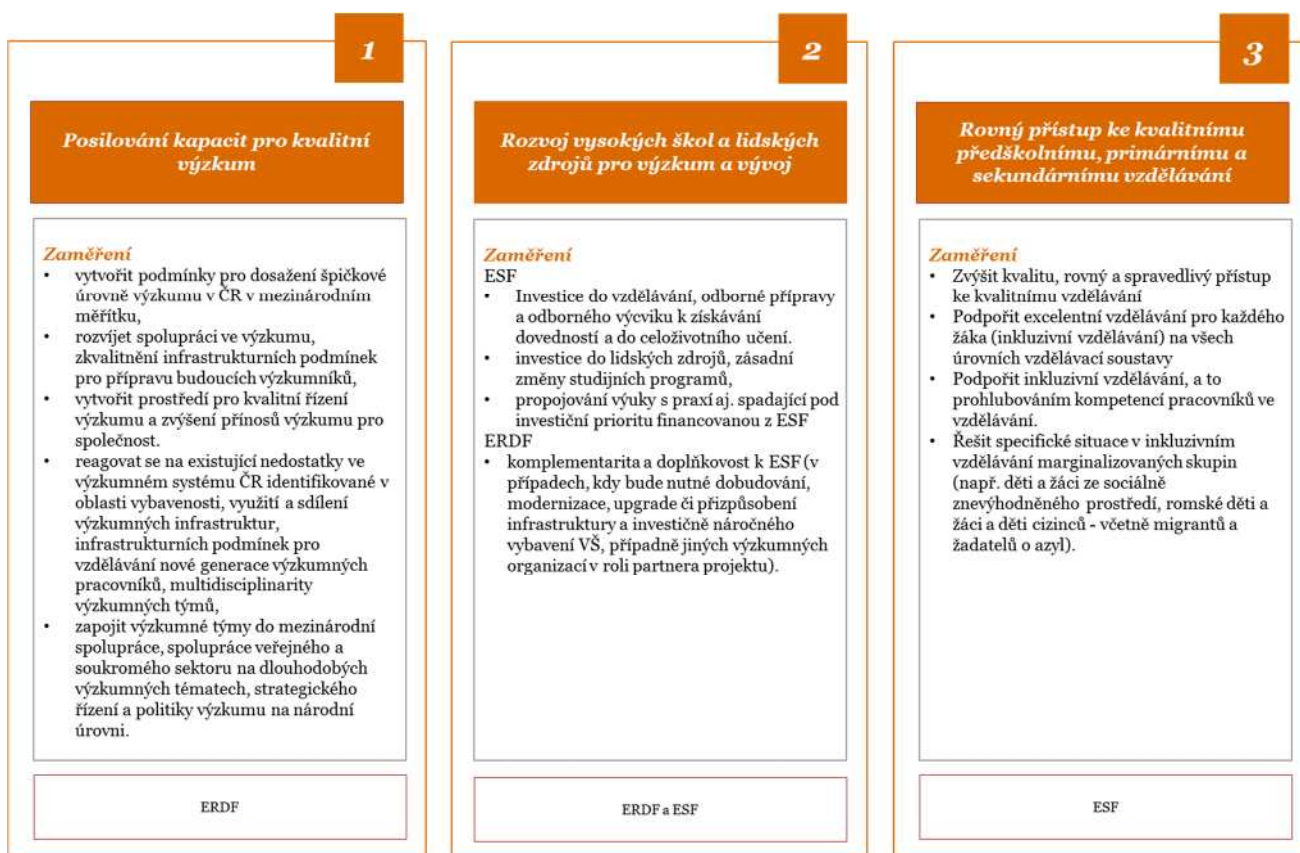 1
Posilování kapacit pro kvalitní
výzkum
Zaměření
• vytvořit podmínky pro dosažení špičkové
úrovně výzkumu v ČR v mezinárodním
měřítku,
• rozvíjet spolupráci ve výzkumu,
zkvalitnění infrastrukturních podmínek
pro přípravu budoucích výzkumníků,
• vytvořit prostředí pro kvalitní řízení
výzkumu a zvýšení přínosů výzkumu pro
společnost.
• reagovat se na existující nedostatky ve
výzkumném systému ČR identifikované v
oblasti vybavenosti, využití a sdílení
výzkumných infrastruktur,
infrastrukturních podmínek pro
vzdělávání nové generace výzkumných
pracovníků, multidisciplinarity
výzkumných týmů,
• zapojit výzkumné týmy do mezinárodní
spolupráce, spolupráce veřejného a
soukromého sektoru na dlouhodobých
výzkumných tématech, strategického
řízení a politiky výzkumu na národní
úrovni.
ERDF
2
Rozvoj vysokých škol a lidských
zdrojů pro výzkum a vývoj
Zaměření
ESF
• Investice do vzdělávání, odborné přípravy
a odborného výcviku k získávání
dovedností a do celoživotního učení.
• investice do lidských zdrojů, zásadní
změny studijních programů,
• propojování výuky s praxí aj. spadající pod
investiční prioritu financovanou z ESF
ERDF
• komplementarita a doplňkovost k ESF (v
případech, kdy bude nutné dobudování,
modernizace, upgrade či přizpůsobení
infrastruktury a investičně náročného
vybavení VŠ, případně jiných výzkumných
organizací v roli partnera projektu).
ERDF a ESF
3
Rovný přístup ke kvalitnímu
předškolnímu, primárnímu a
sekundárnímu vzdělávání
Zaměření
• Zvýšit kvalitu, rovný a spravedlivý přístup
ke kvalitnímu vzdělávání
• Podpořit excelentní vzdělávání pro každého
žáka (inkluzivní vzdělávání) na všech
úrovních vzdělávací soustavy
• Podpořit inkluzivní vzdělávání, a to
prohlubováním kompetencí pracovníků ve
vzdělávání.
• Řešit specifické situace v inkluzivním
vzdělávání marginalizovaných skupin
(např. děti a žáci ze sociálně
znevýhodněného prostředí, romské děti a
žáci a děti cizinců - včetně migrantů a
žadatelů o azyl).
ESF